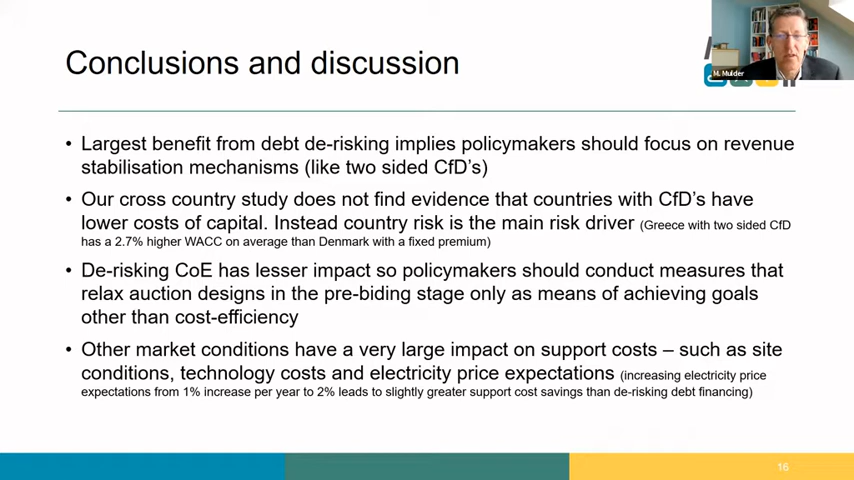 M. Mulder
Conclusions and discussion
• Largest benefit from debt de-risking implies policymakers should focus on revenue
stabilisation mechanisms (like two sided CfD's)
• Our cross country study does not find evidence that countries with CfD's have
lower costs of capital. Instead country risk is the main risk driver (Greece with two sided CfD
has a 2.7% higher WACC on average than Denmark with a fixed premium)
• De-risking CoE has lesser impact so policymakers should conduct measures that
relax auction designs in the pre-biding stage only as means of achieving goals
other than cost-efficiency
• Other market conditions have a very large impact on support costs – such as site
conditions, technology costs and electricity price expectations (increasing electricity price
expectations from 1% increase per year to 2% leads to slightly greater support cost savings than de-risking debt financing)
16